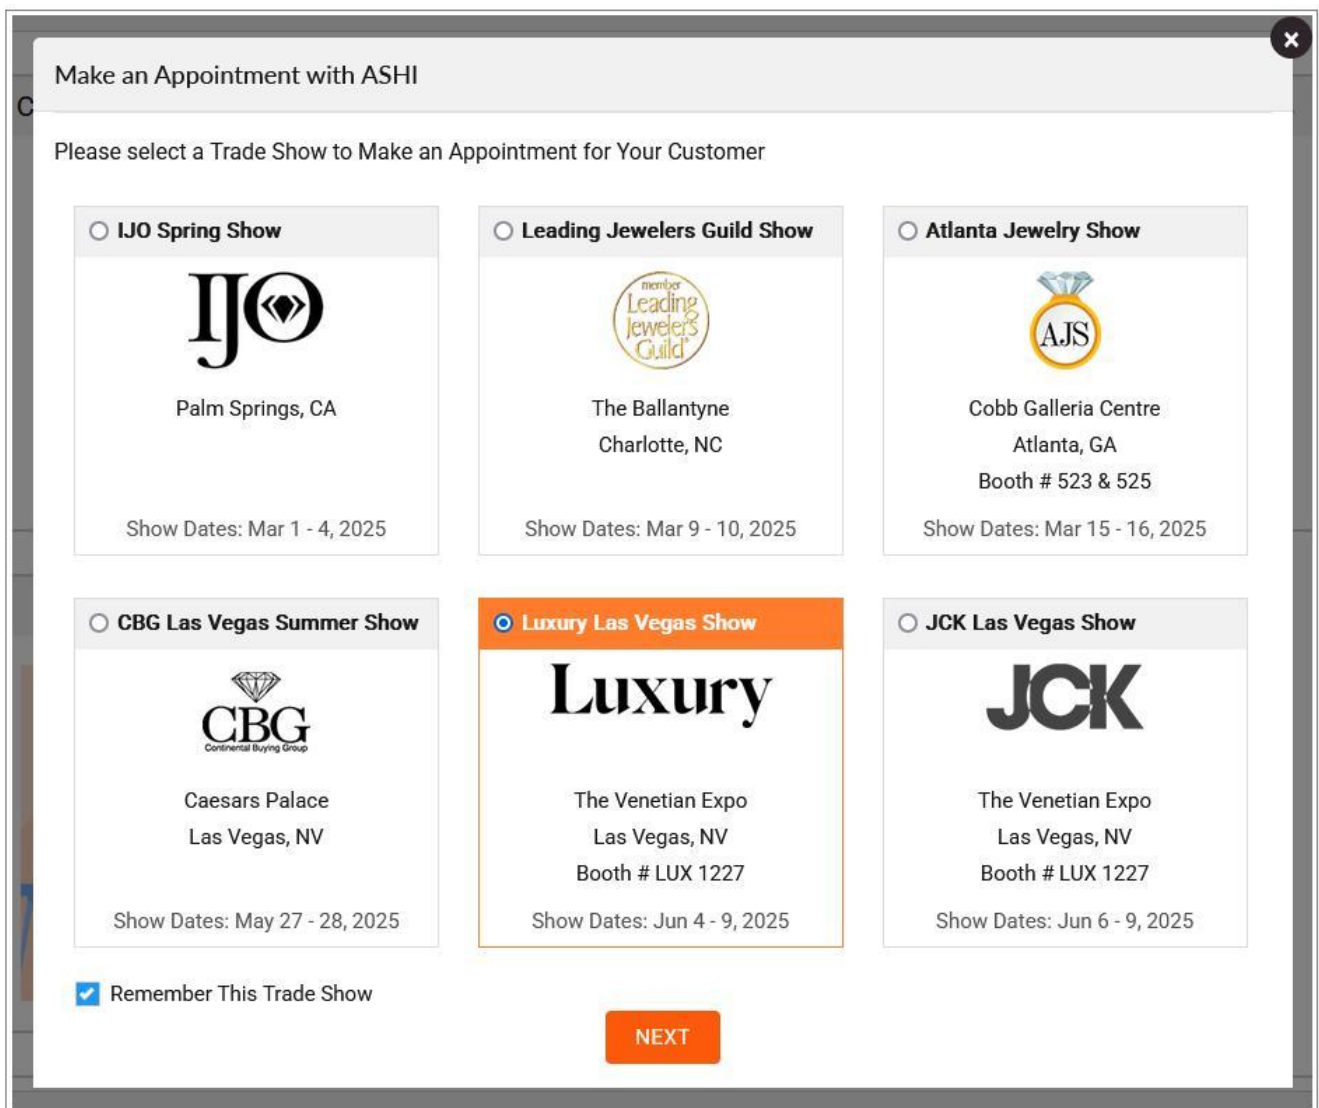 Make an Appointment with ASHI
C
Please select a Trade Show to Make an Appointment for Your Customer
IJO Spring Show
IJO
Palm Springs, CA
Show Dates: Mar 1 - 4, 2025
Leading Jewelers Guild Show
member
Leading
Jewelers
Guild
The Ballantyne
Charlotte, NC
Show Dates: Mar 9 - 10, 2025
Atlanta Jewelry Show
AJS
Cobb Galleria Centre
Atlanta, GA
Booth # 523 & 525
Show Dates: Mar 15 - 16, 2025
CBG Las Vegas Summer Show
CBG
Continental Buying Group
Caesars Palace
Las Vegas, NV
Show Dates: May 27 - 28, 2025
Luxury Las Vegas Show
Luxury
The Venetian Expo
Las Vegas, NV
Booth # LUX 1227
Show Dates: Jun 4 - 9, 2025
JCK Las Vegas Show
JCK
The Venetian Expo
Las Vegas, NV
Booth # LUX 1227
Show Dates: Jun 6 - 9, 2025
Remember This Trade Show
NEXT